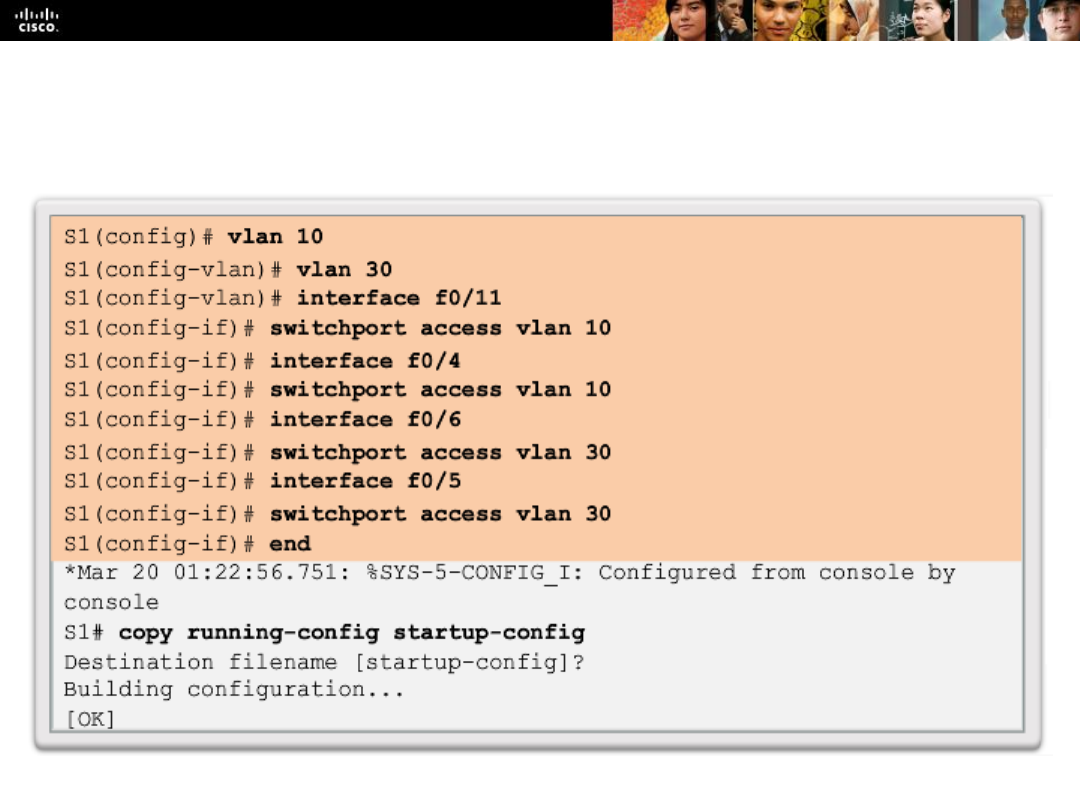 CISCO.
S1(config)# vlan 10
S1(config-vlan)# vlan 30
S1(config-vlan)# interface f0/11
S1(config-if)# switchport access vlan 10
S1(config-if)# interface f0/4
S1(config-if)# switchport access vlan 10
S1(config-if)# interface f0/6
S1(config-if)# switchport access vlan 30
S1(config-if)# interface f0/5
S1(config-if)# switchport access vlan 30
S1(config-if)# end
*Mar 20 01:22:56.751: %SYS-5-CONFIG_I: Configured from console by
console
S1# copy running-config startup-config
Destination filename [startup-config]?
Building configuration...
[OK]